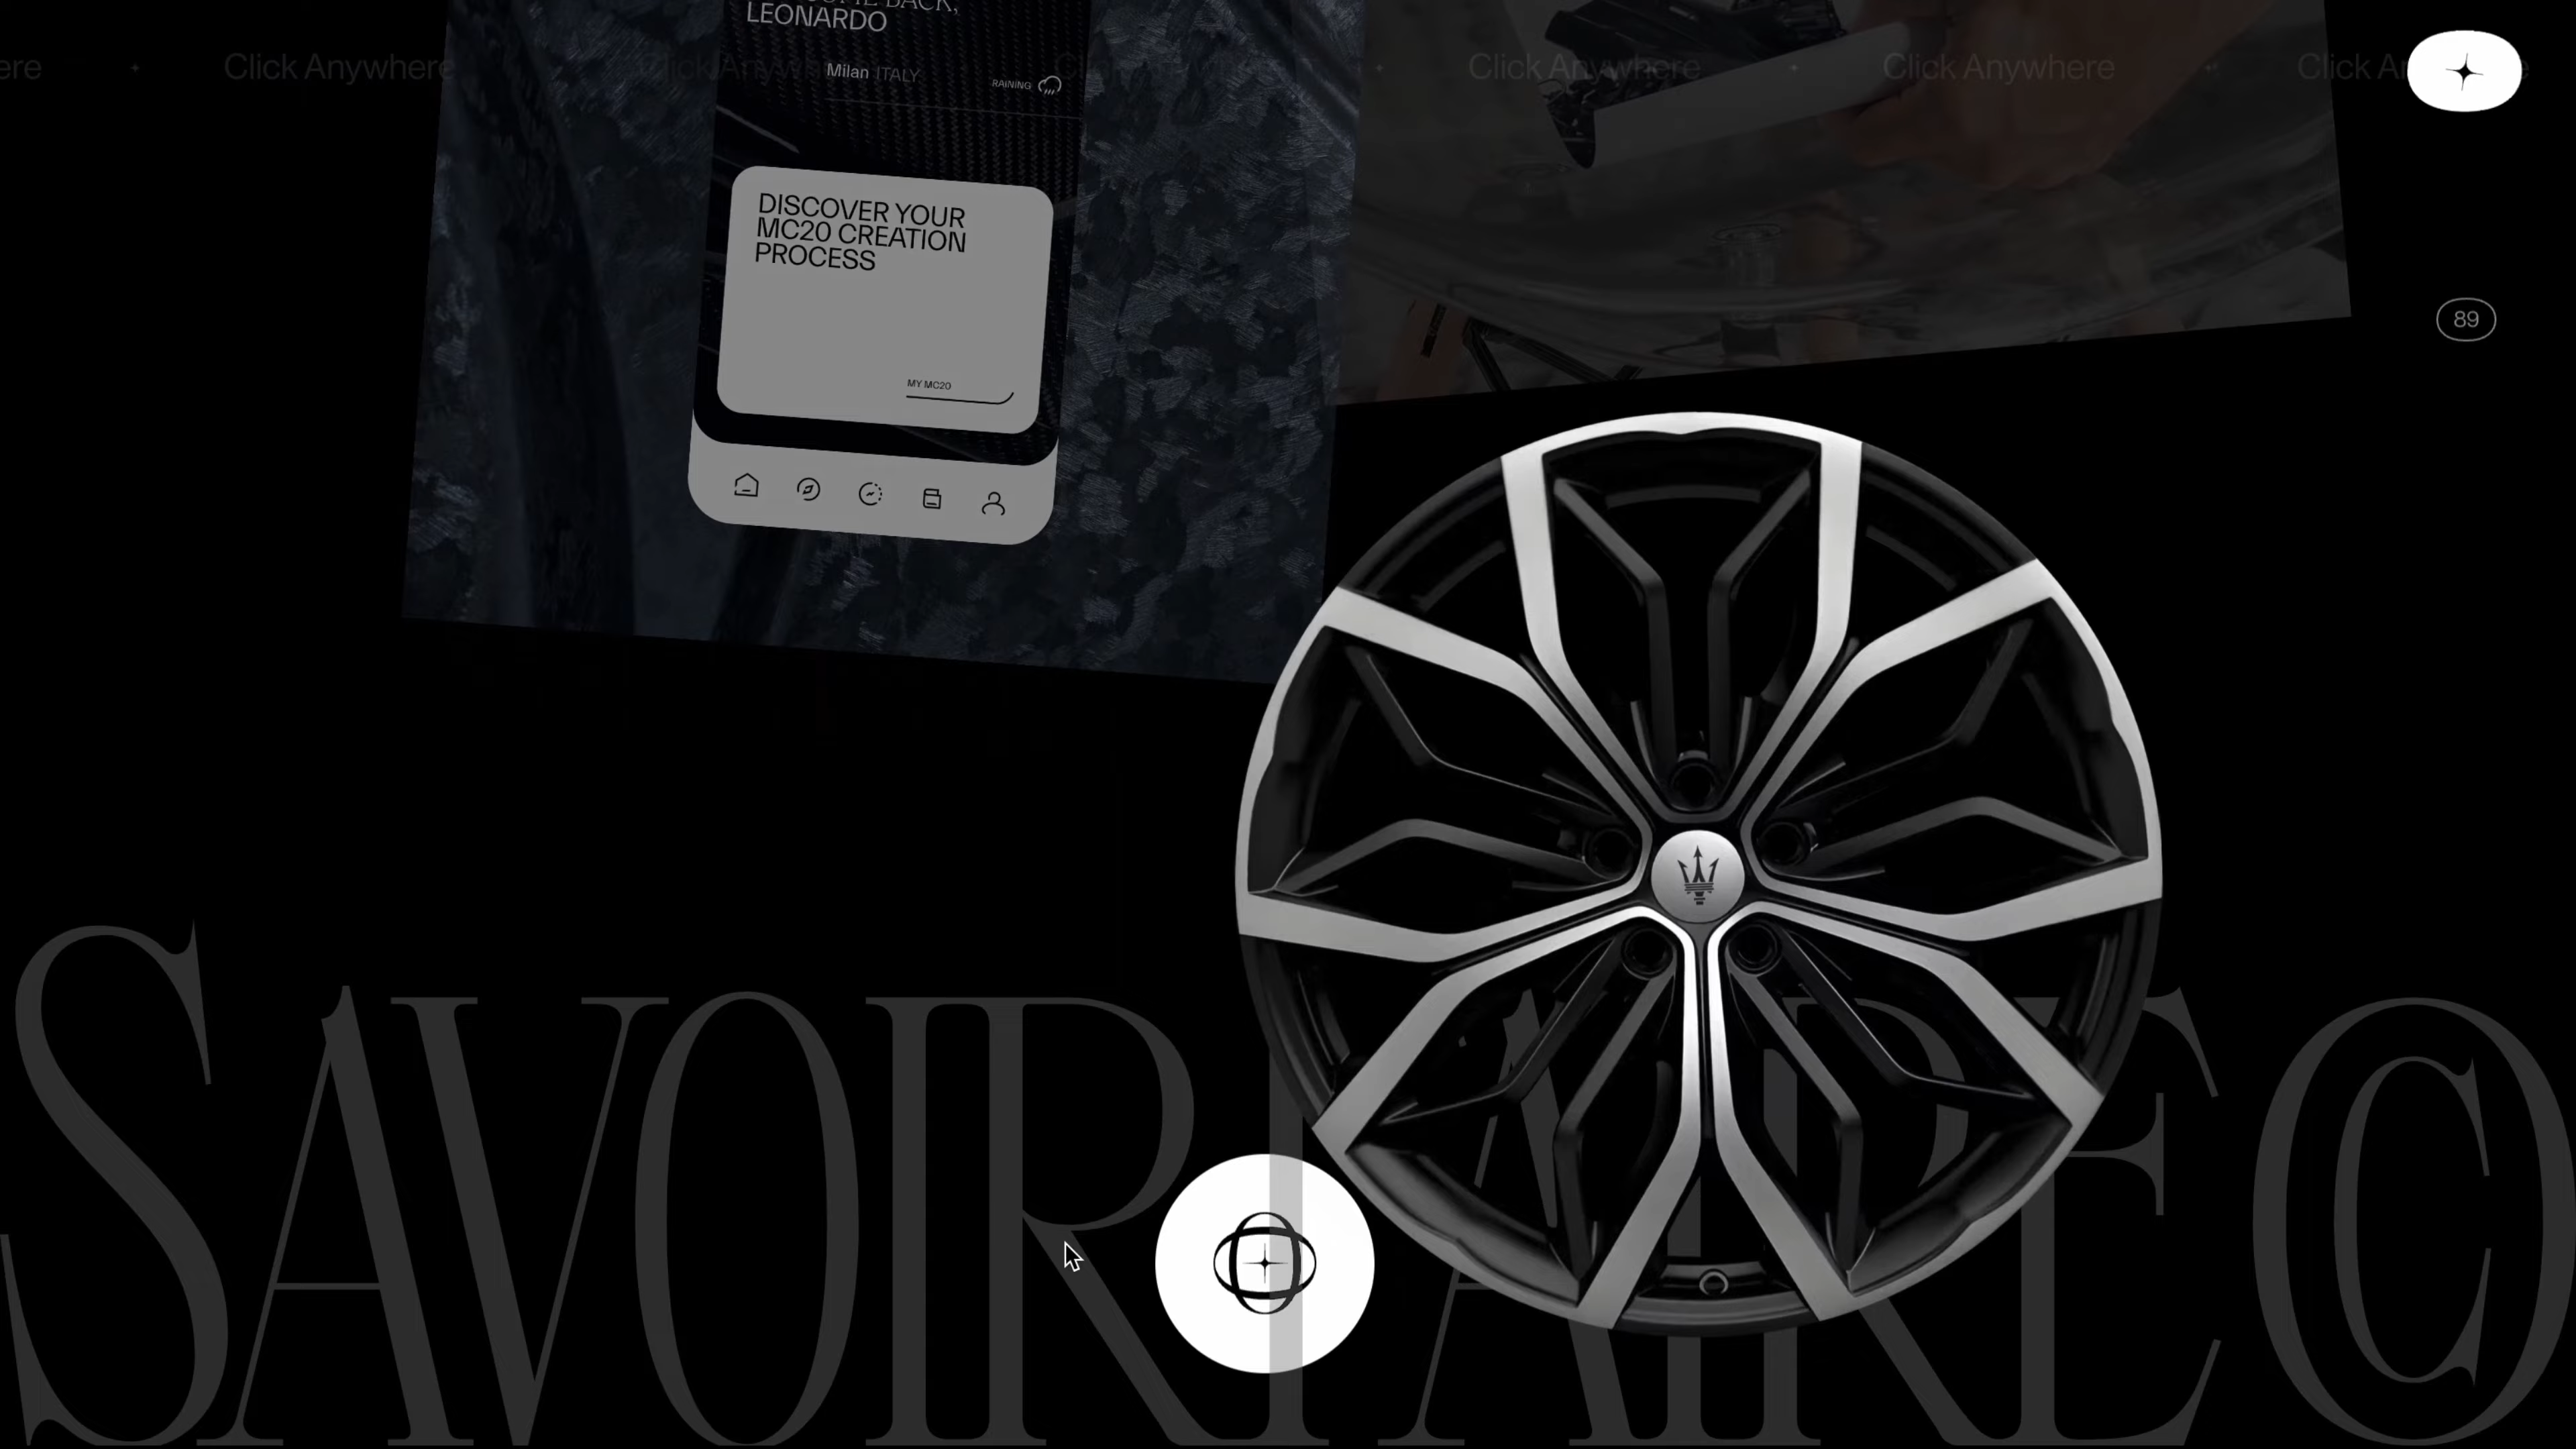 LEONARDO
Click Anywhere
Click Anywhere
Click Anywhere
Milan ITALY
RAINING
DISCOVER YOUR
MC20 CREATION
PROCESS
MY MC20
89
SAVOIR FAIRE ©